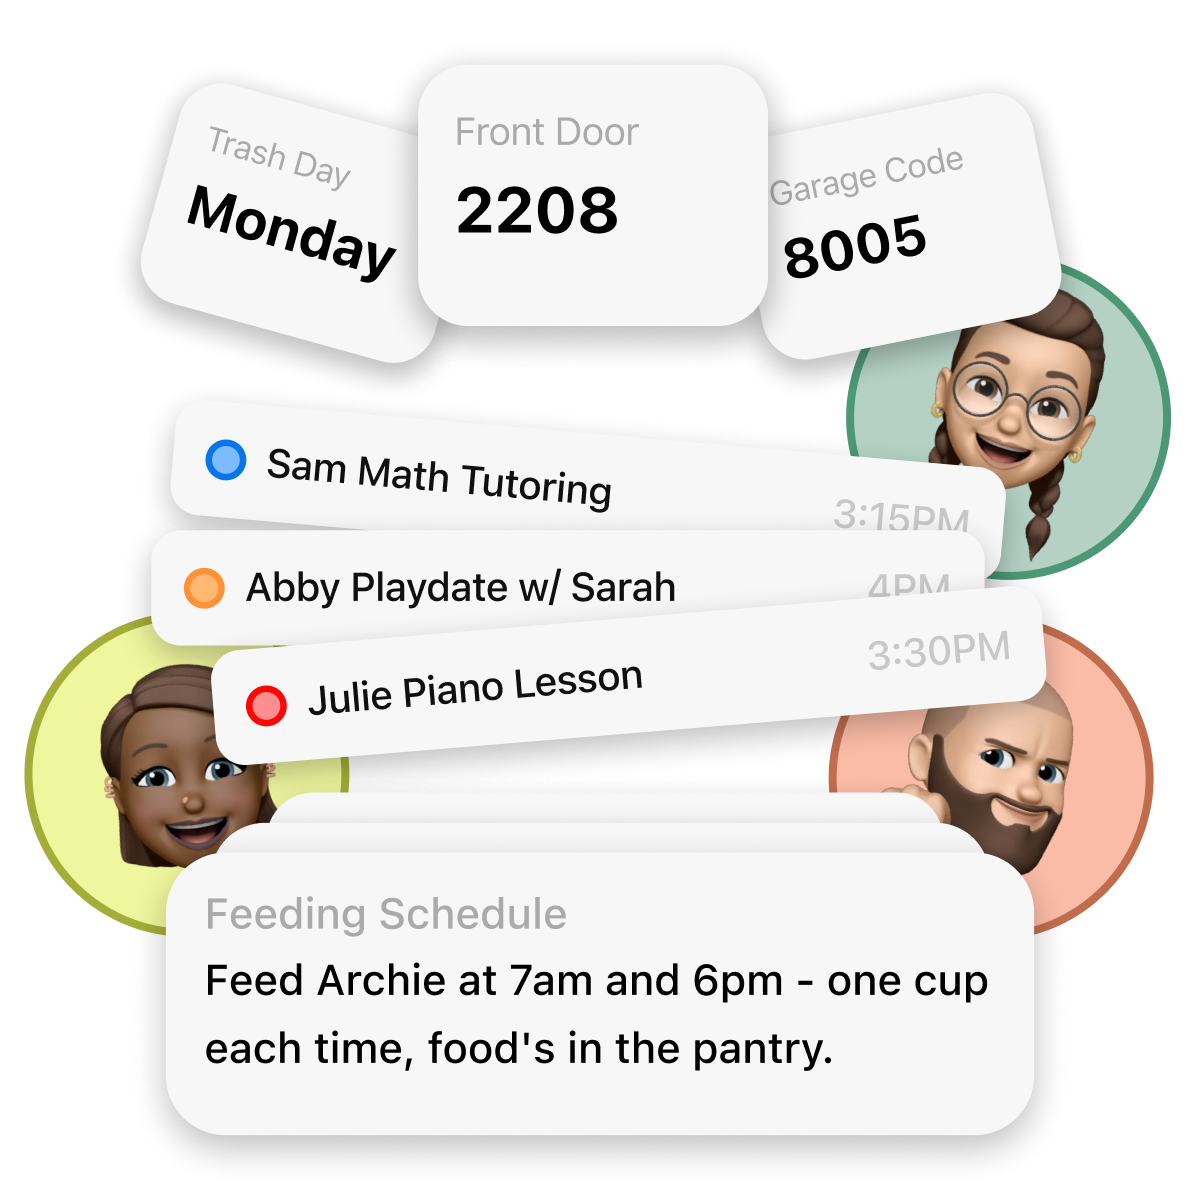 Trash Day
Monday
Front Door
2208
Garage Code
8005
Sam Math Tutoring
3:15PM
Abby Playdate w/ Sarah
4PM
Julie Piano Lesson
3:30PM
Feeding Schedule
Feed Archie at 7am and 6pm - one cup
each time, food's in the pantry.